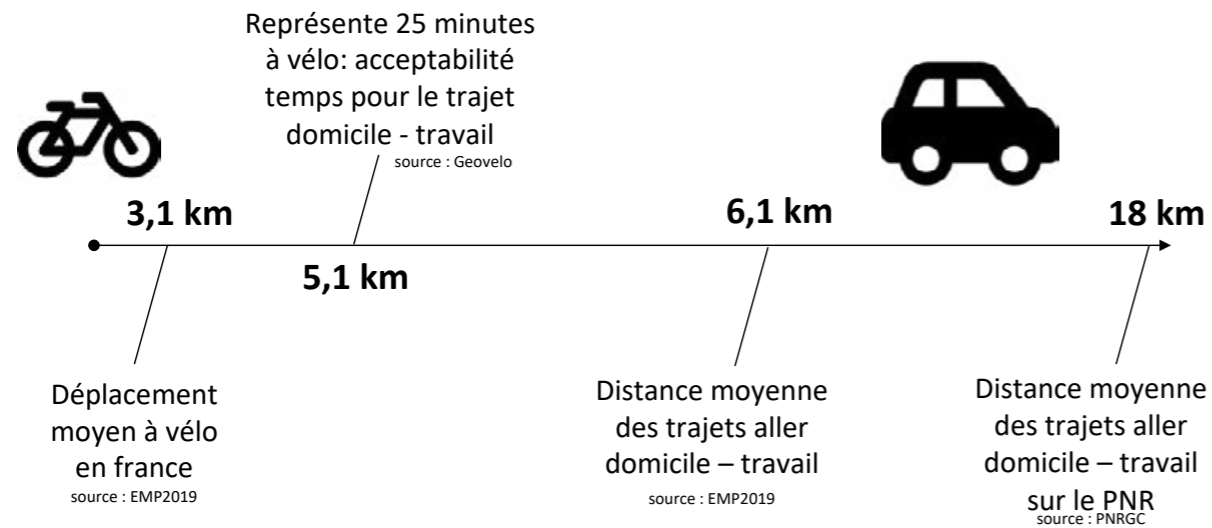 Représente 25 minutes
à vélo: acceptabilité
temps pour le trajet
domicile - travail
source : Geovelo
3,1 km
5,1 km
6,1 km
18 km
Déplacement
moyen à vélo
en france
source : EMP2019
Distance moyenne
des trajets aller
domicile – travail
source : EMP2019
Distance moyenne
des trajets aller
domicile – travail
sur le PNR
source : PNRGC